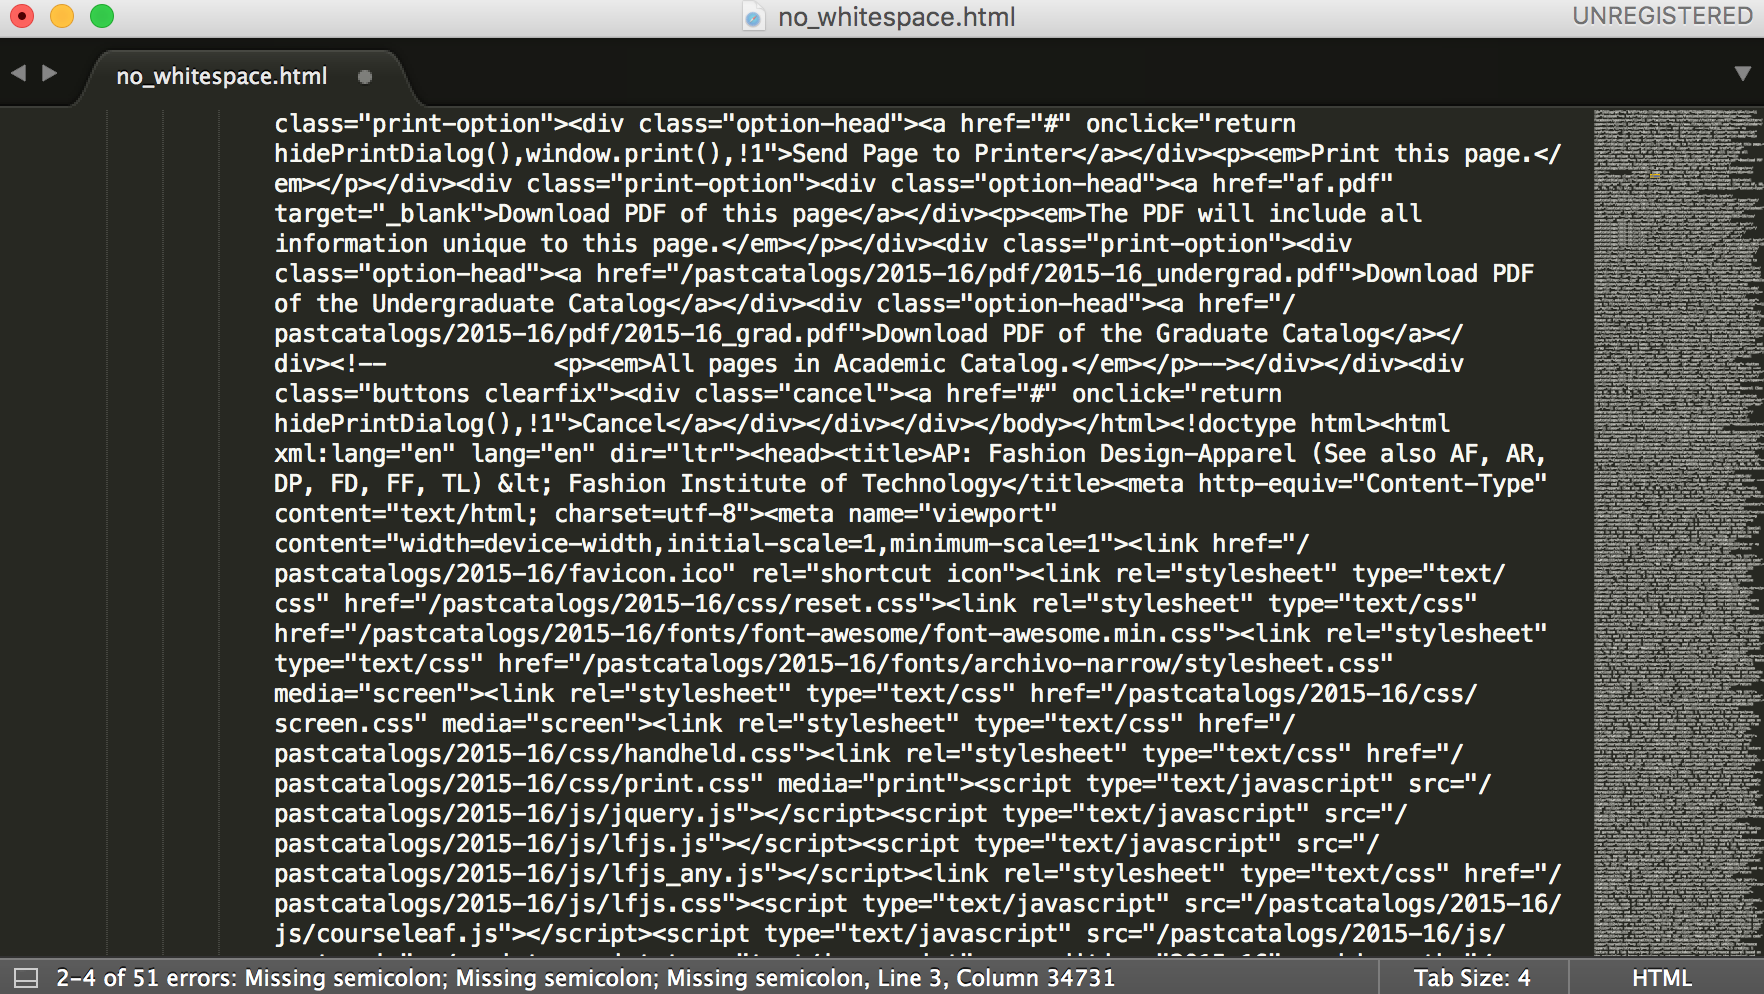 no_whitespace.html
UNREGISTERED
no_whitespace.html
class="print-option"><div class="option-head"><a href="#" onclick="return
hidePrintDialog(),window.print(),!1">Send Page to Printer</a></div><p><em>Print this page.</
em></p></div><div class="print-option"><div class="option-head"><a href="af.pdf"
target="_blank">Download PDF of this page</a></div><p><em>The PDF will include all
information unique to this page.</em></p></div><div class="print-option"><div
class="option-head"><a href="/pastcatalogs/2015-16/pdf/2015-16_undergrad.pdf">Download PDF
of the Undergraduate Catalog</a></div><div class="option-head"><a href="/
pastcatalogs/2015-16/pdf/2015-16_grad.pdf">Download PDF of the Graduate Catalog</a></
div><!--            <p><em>All pages in Academic Catalog.</em></p>--></div></div><div
class="buttons clearfix"><div class="cancel"><a href="#" onclick="return
hidePrintDialog(),!1">Cancel</a></div></div></div></body></html><!doctype html><html
xml:lang="en" lang="en" dir="ltr"><head><title>AP: Fashion Design-Apparel (See also AF, AR,
DP, FD, FF, TL) &lt; Fashion Institute of Technology</title><meta http-equiv="Content-Type"
content="text/html; charset=utf-8"><meta name="viewport"
content="width=device-width,initial-scale=1,minimum-scale=1"><link href="/
pastcatalogs/2015-16/favicon.ico" rel="shortcut icon"><link rel="stylesheet" type="text/
css" href="/pastcatalogs/2015-16/css/reset.css"><link rel="stylesheet" type="text/css"
href="/pastcatalogs/2015-16/fonts/font-awesome/font-awesome.min.css"><link rel="stylesheet"
type="text/css" href="/pastcatalogs/2015-16/fonts/archivo-narrow/stylesheet.css"
media="screen"><link rel="stylesheet" type="text/css" href="/pastcatalogs/2015-16/css/
screen.css" media="screen"><link rel="stylesheet" type="text/css" href="/
pastcatalogs/2015-16/css/handheld.css"><link rel="stylesheet" type="text/css" href="/
pastcatalogs/2015-16/css/print.css" media="print"><script type="text/javascript" src="/
pastcatalogs/2015-16/js/jquery.js"></script><script type="text/javascript" src="/
pastcatalogs/2015-16/js/lfjs.js"></script><script type="text/javascript" src="/
pastcatalogs/2015-16/js/lfjs_any.js"></script><link rel="stylesheet" type="text/css" href="/
pastcatalogs/2015-16/js/lfjs.css"><script type="text/javascript" src="/pastcatalogs/2015-16/
js/courseleaf.js"></script><script type="text/javascript" src="/pastcatalogs/2015-16/js/
2-4 of 51 errors: Missing semicolon; Missing semicolon; Missing semicolon, Line 3, Column 34731
Tab Size: 4
HTML